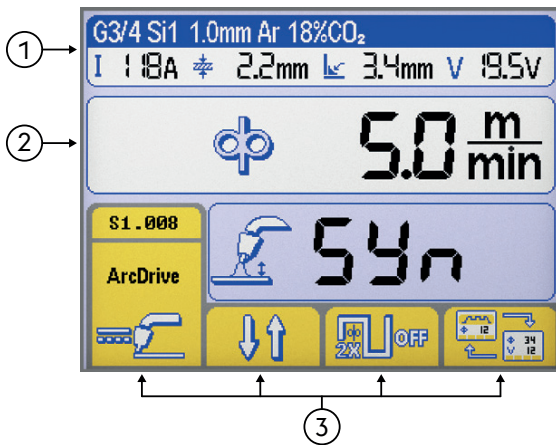 G3/4 Si1 1.0mm Ar 18%CO₂
I 118A 2.2mm 3.4mm V 19.5V
5.0 m/min
S1.008
Syn
ArcDrive
2X OFF
12
34
V 12
1
2
3